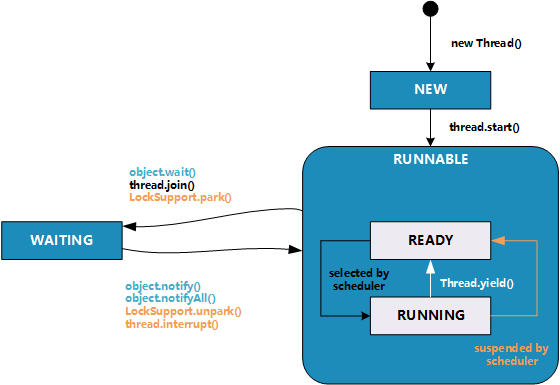 new Thread()
NEW
thread.start()
RUNNABLE
object.wait()
thread.join()
LockSupport.park()
WAITING
READY
selected by
scheduler
Thread.yield()
object.notify()
object.notifyAll()
LockSupport.unpark()
thread.interrupt()
RUNNING
suspended by
scheduler